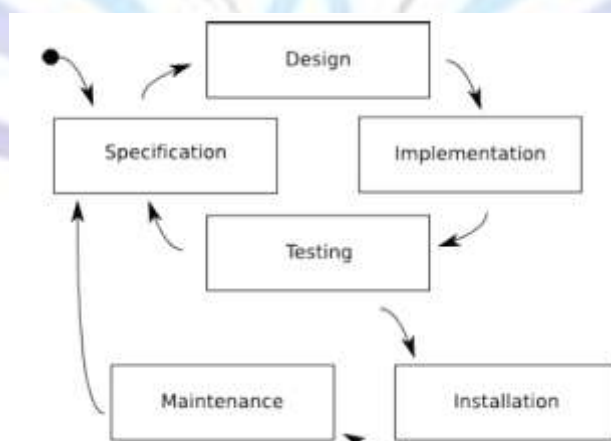 Design
Specification
Implementation
Testing
Maintenance
Installation